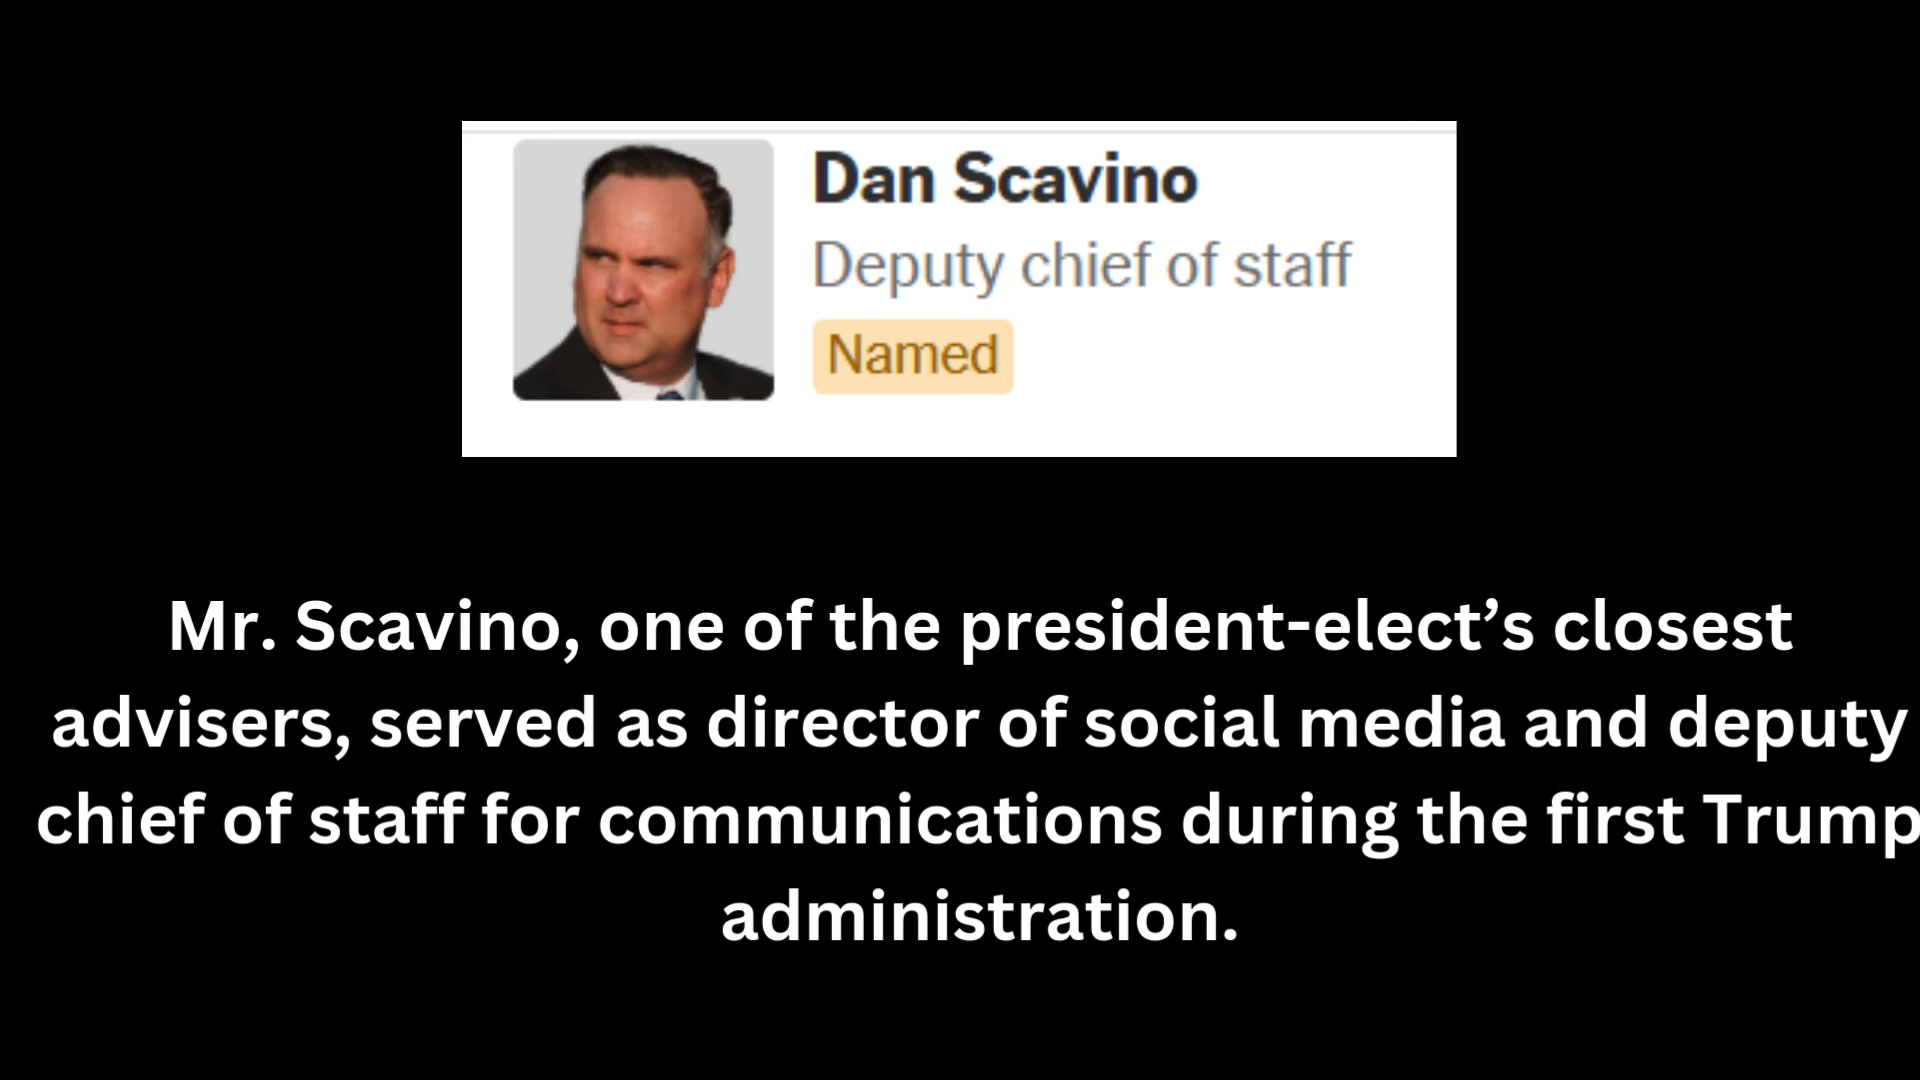 Dan Scavino
Deputy chief of staff
Named
Mr. Scavino, one of the president-elect’s closest
advisers, served as director of social media and deputy
chief of staff for communications during the first Trump
administration.